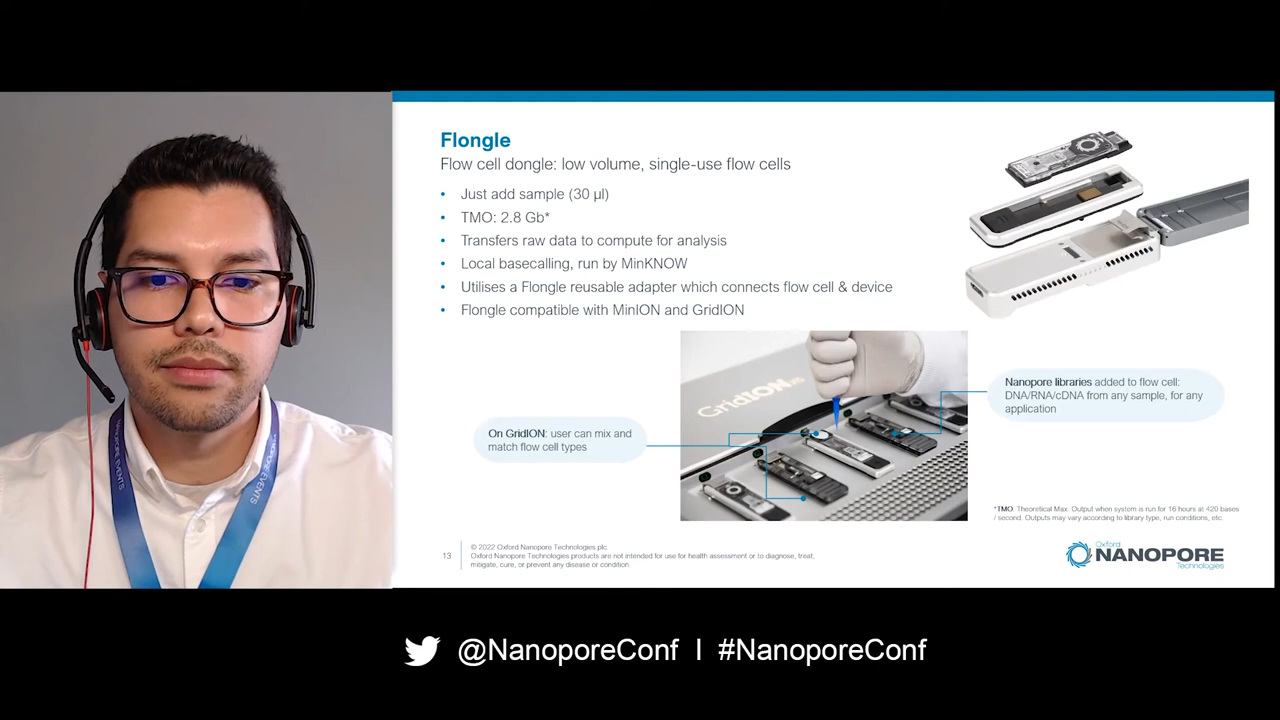 Flongle
Flow cell dongle: low volume, single-use flow cells
• Just add sample (30 µl)
• TMO: 2.8 Gb*
• Transfers raw data to compute for analysis
• Local basecalling, run by MinKNOW
• Utilises a Flongle reusable adapter which connects flow cell & device
• Flongle compatible with MinION and GridION
GridION
Nanopore libraries added to flow cell:
DNA/RNA/cDNA from any sample, for any
application
On GridION: user can mix and
match flow cell types
*TMO: Theoretical Max. Output when system is run for 16 hours at 420 bases
/ second. Outputs may vary according to library type, run conditions, etc.
NANOPORE EVENTS
NANOPORE EVENTS
13
© 2022 Oxford Nanopore Technologies plc.
Oxford Nanopore Technologies products are not intended for use for health assessment or to diagnose, treat,
mitigate, cure, or prevent any disease or condition.
Oxford
NANOPORE
Technologies
@NanoporeConf | #NanoporeConf